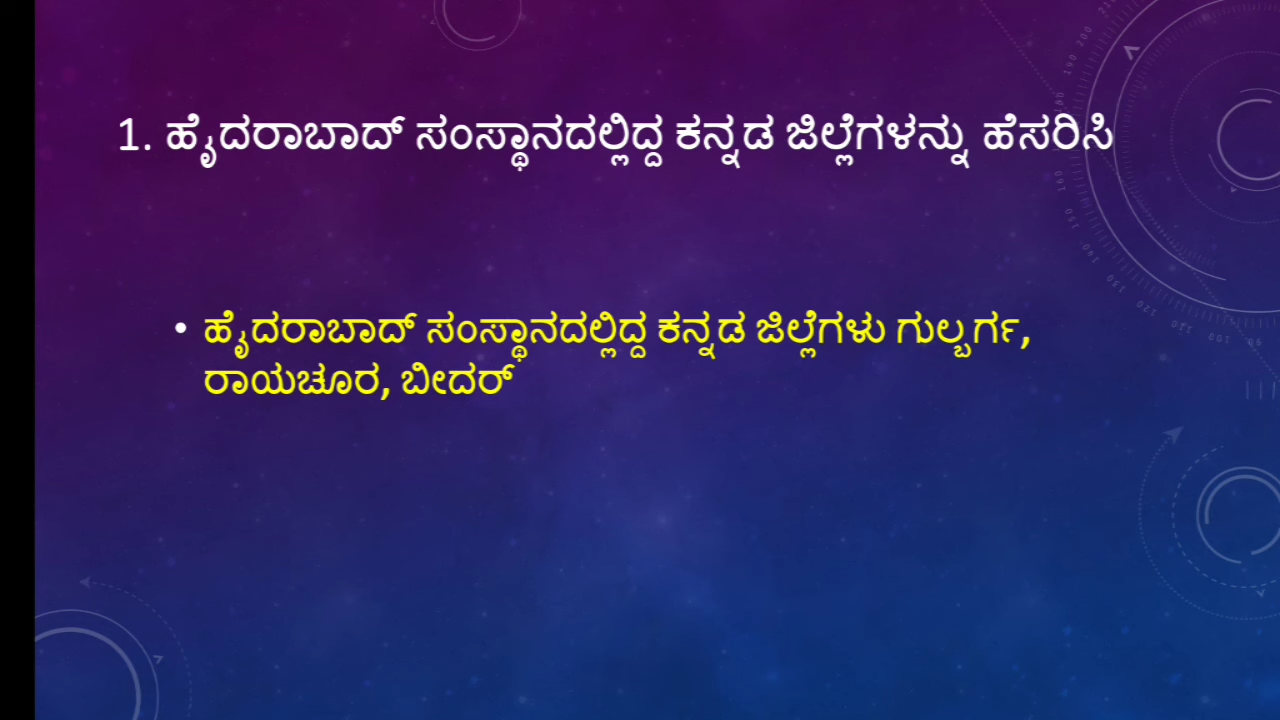 1. ಹೈದರಾಬಾದ್ ಸಂಸ್ಥಾನದಲ್ಲಿದ್ದ ಕನ್ನಡ ಜಿಲ್ಲೆಗಳನ್ನು ಹೆಸರಿಸಿ
• ಹೈದರಾಬಾದ್ ಸಂಸ್ಥಾನದಲ್ಲಿದ್ದ ಕನ್ನಡ ಜಿಲ್ಲೆಗಳು ಗುಲ್ಬರ್ಗ,
ರಾಯಚೂರ, ಬೀದರ್